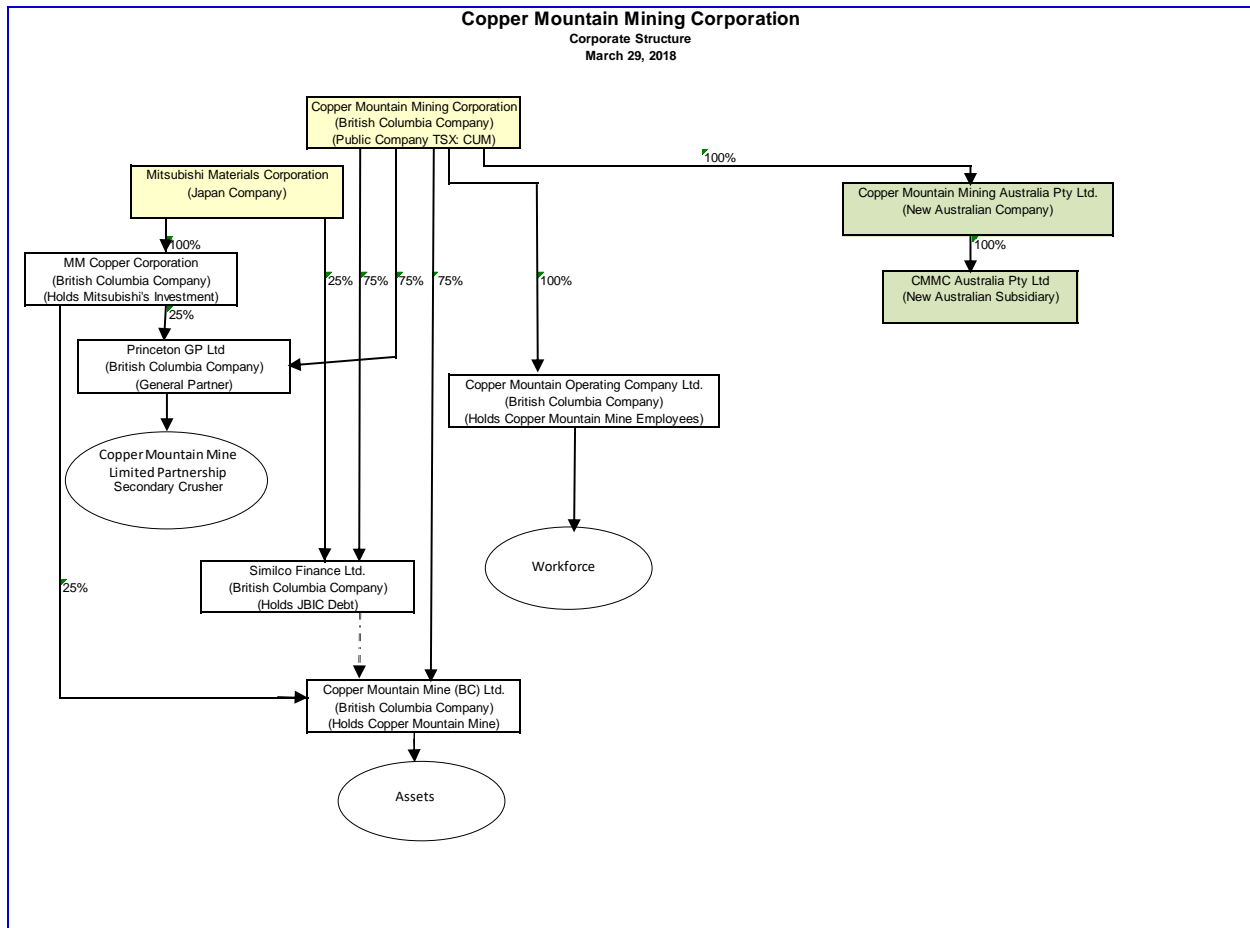 Copper Mountain Mining Corporation
Corporate Structure
March 29, 2018
Copper Mountain Mining Corporation
(British Columbia Company)
(Public Company TSX: CUM)
100%
Mitsubishi Materials Corporation
(Japan Company)
Copper Mountain Mining Australia Pty Ltd.
(New Australian Company)
100%
100%
MM Copper Corporation
(British Columbia Company)
(Holds Mitsubishi's Investment)
25%
75%
75%
75%
100%
CMMC Australia Pty Ltd
(New Australian Subsidiary)
25%
Princeton GP Ltd
(British Columbia Company)
(General Partner)
Copper Mountain Operating Company Ltd.
(British Columbia Company)
(Holds Copper Mountain Mine Employees)
Copper Mountain Mine
Limited Partnership
Secondary Crusher
Workforce
Similco Finance Ltd.
(British Columbia Company)
(Holds JBIC Debt)
25%
Copper Mountain Mine (BC) Ltd.
(British Columbia Company)
(Holds Copper Mountain Mine)
Assets